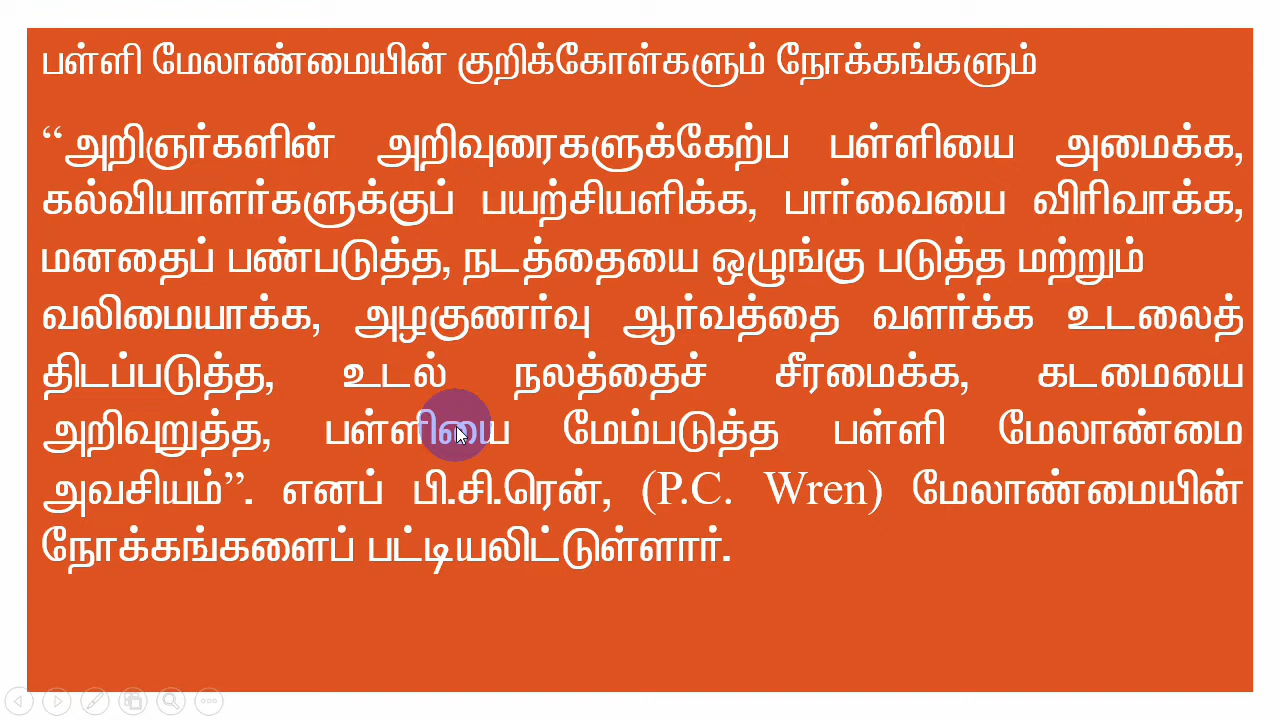 பள்ளி மேலாண்மையின் குறிக்கோள்களும் நோக்கங்களும்
“அறிஞர்களின் அறிவுரைகளுக்கேற்ப பள்ளியை அமைக்க,
கல்வியாளர்களுக்குப் பயற்சியளிக்க, பார்வையை விரிவாக்க,
மனதைப் பண்படுத்த, நடத்தையை ஒழுங்கு படுத்த மற்றும்
வலிமையாக்க, அழகுணர்வு ஆர்வத்தை வளர்க்க உடலைத்
திடப்படுத்த, உடல் நலத்தைச் சீரமைக்க, கடமையை
அறிவுறுத்த, பள்ளியை மேம்படுத்த பள்ளி மேலாண்மை
அவசியம்”. எனப் பி.சி.ரென், (P.C. Wren) மேலாண்மையின்
நோக்கங்களைப் பட்டியலிட்டுள்ளார்.